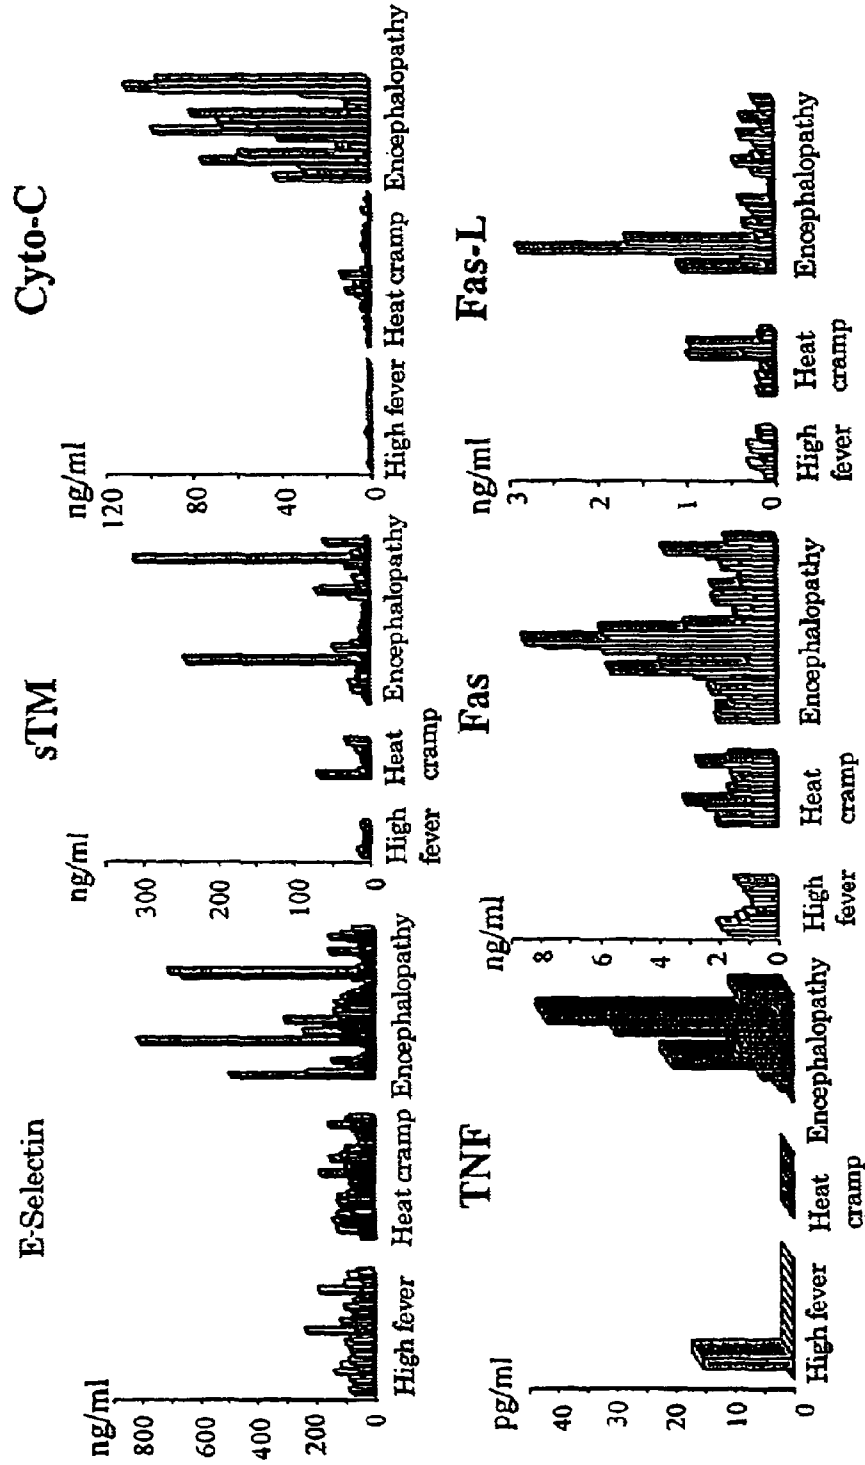 E-Selectin
ng/ml
800
600
400
200
0
High fever
Heat cramp
Encephalopathy
sTM
ng/ml
300
200
100
0
High
fever
Heat
cramp
Encephalopathy
Cyto-C
ng/ml
120
80
40
0
High fever
Heat cramp
Encephalopathy
TNF
pg/ml
40
30
20
10
0
High fever
Heat
cramp
Encephalopathy
Fas
ng/ml
8
6
4
2
0
High
fever
Heat
cramp
Encephalopathy
Fas-L
ng/ml
3
2
1
0
High
fever
Heat
cramp
Encephalopathy